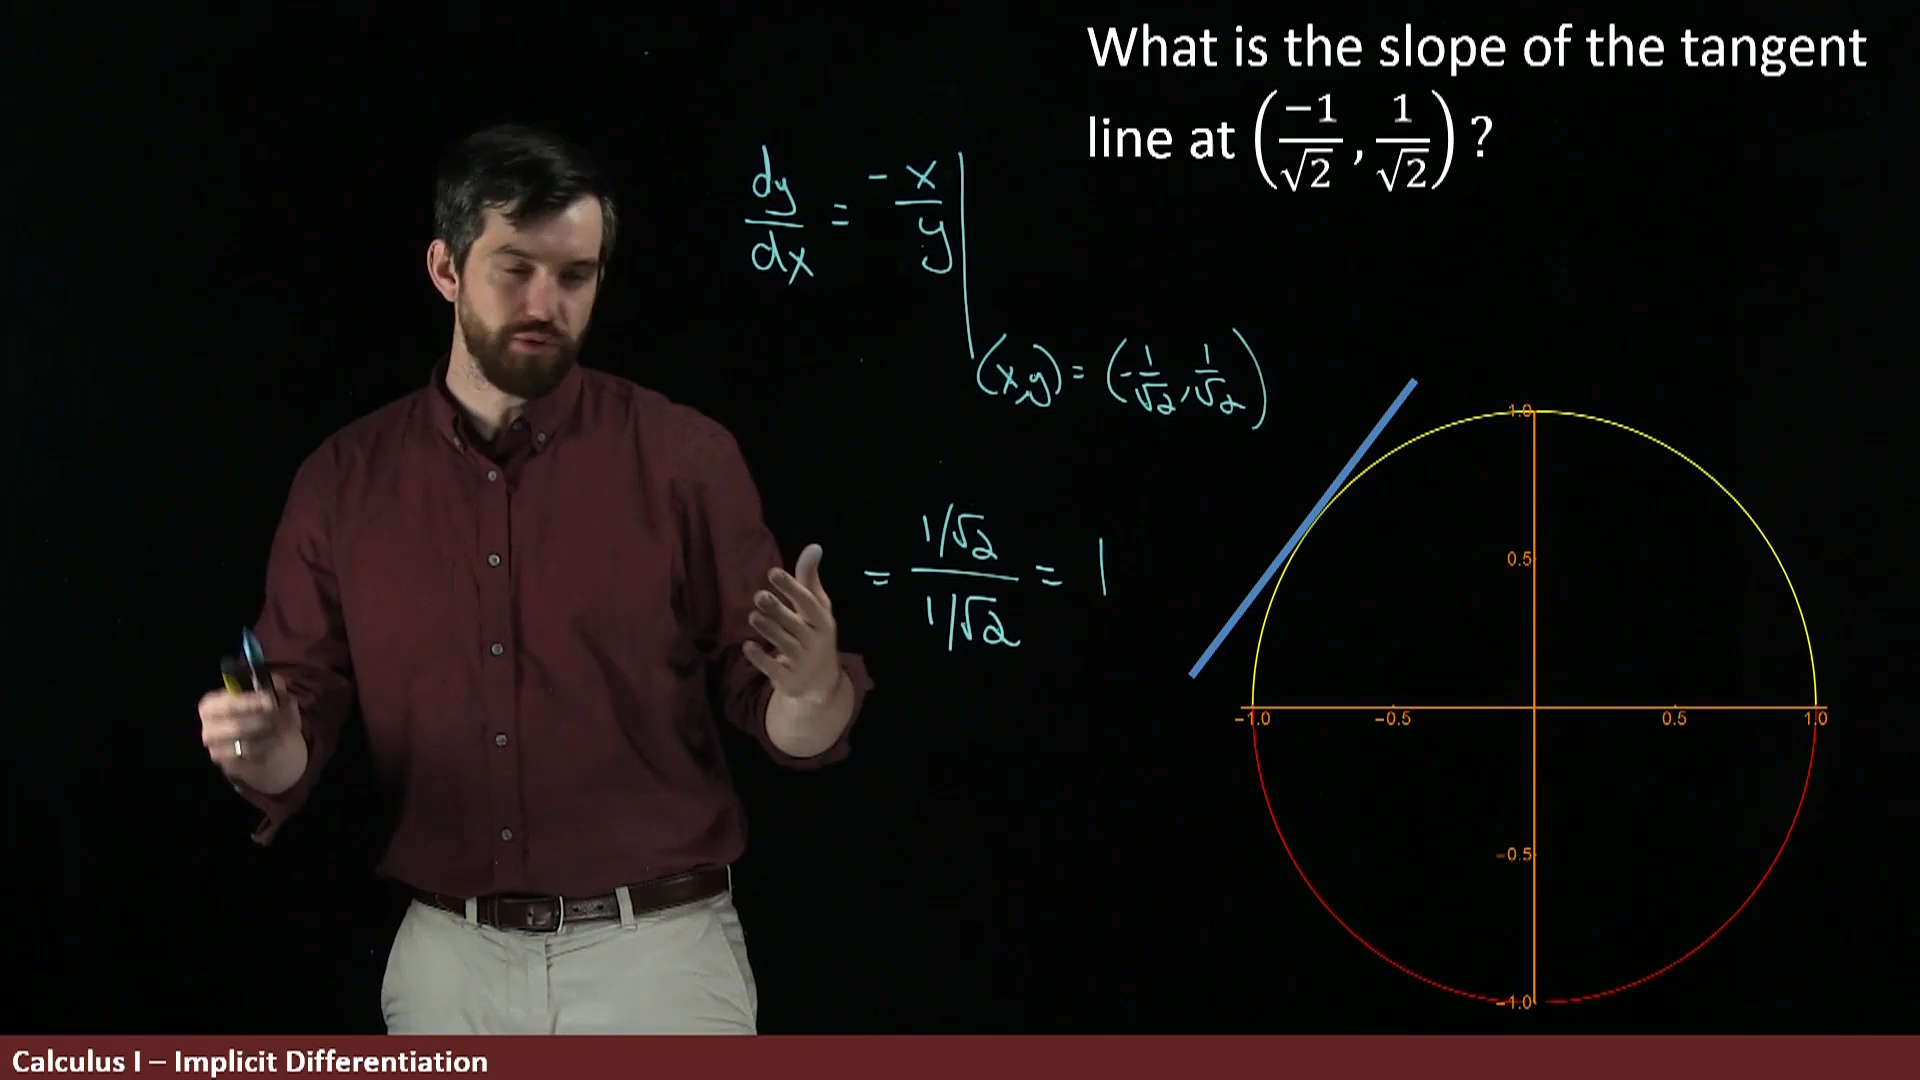 What is the slope of the tangent
line at (−1/√2, 1/√2)?
dy/dx = -x/y |
(x,y) = (-1/√2, 1/√2)
= (1/√2)/(1/√2) = 1
1.0
0.5
−1.0 −0.5 0.5 1.0
−0.5
−1.0
Calculus I – Implicit Differentiation